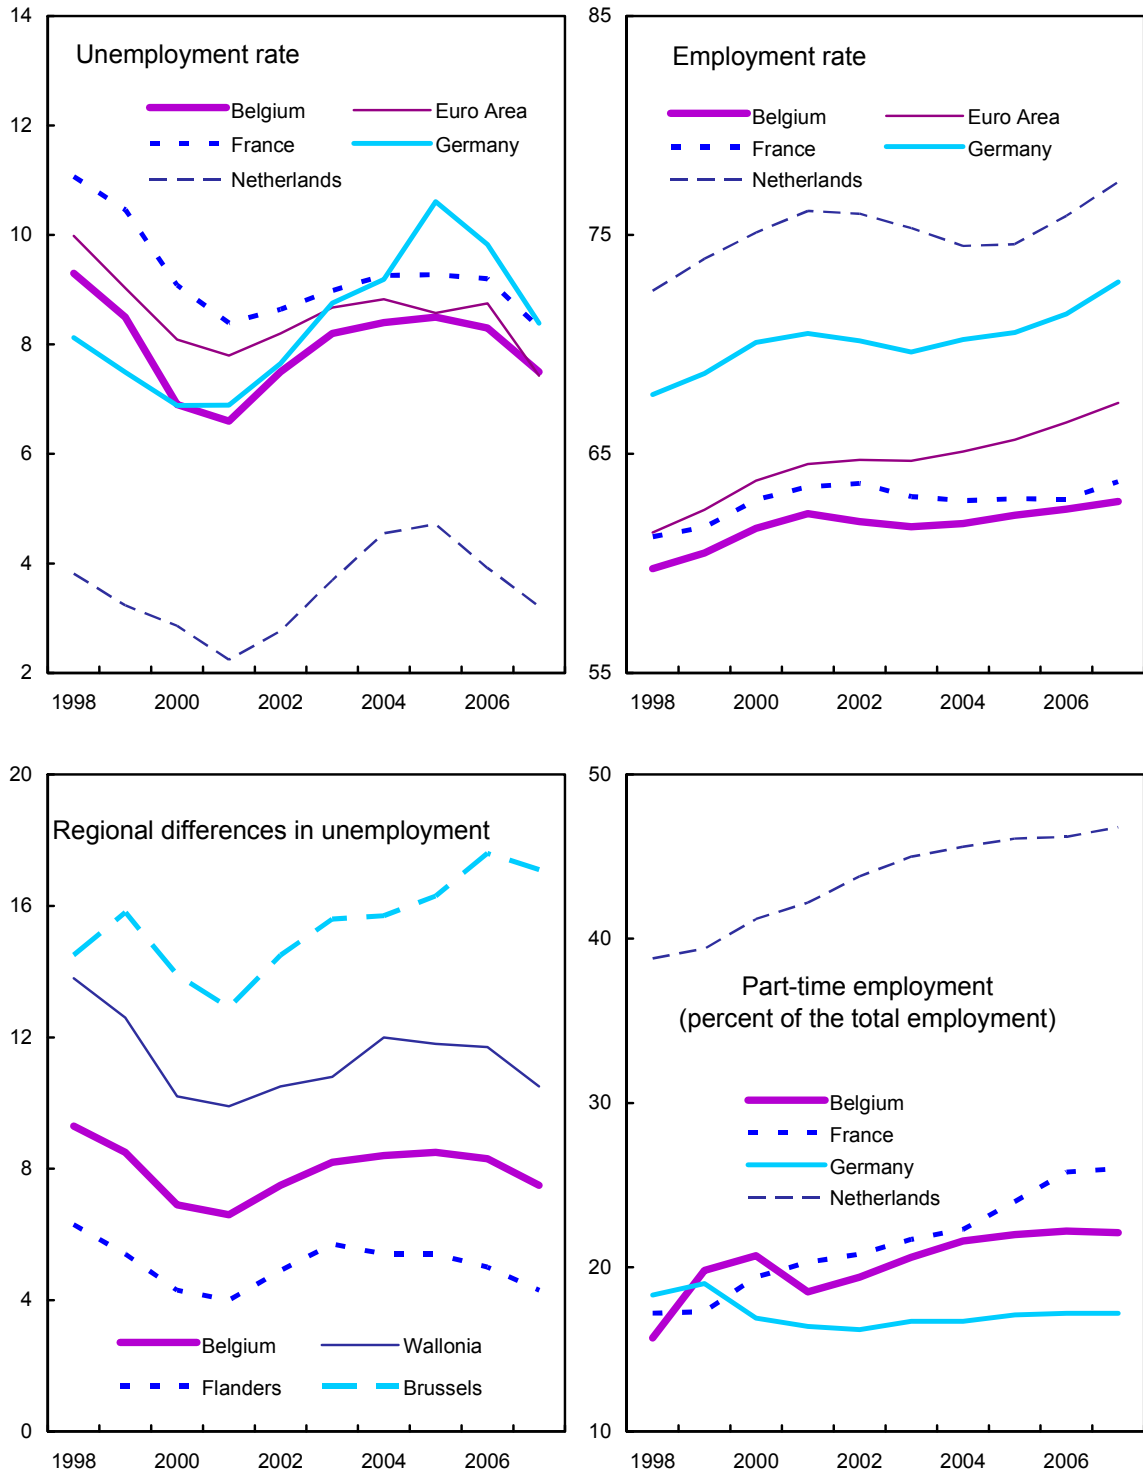 Unemployment rate
14
12
10
8
6
4
2
Belgium
Euro Area
France
Germany
Netherlands
1998 2000 2002 2004 2006
Employment rate
85
75
65
55
Belgium
Euro Area
France
Germany
Netherlands
1998 2000 2002 2004 2006
Regional differences in unemployment
20
16
12
8
4
0
Belgium
Wallonia
Flanders
Brussels
1998 2000 2002 2004 2006
50
40
30
20
10
Part-time employment
(percent of the total employment)
Belgium
France
Germany
Netherlands
1998 2000 2002 2004 2006